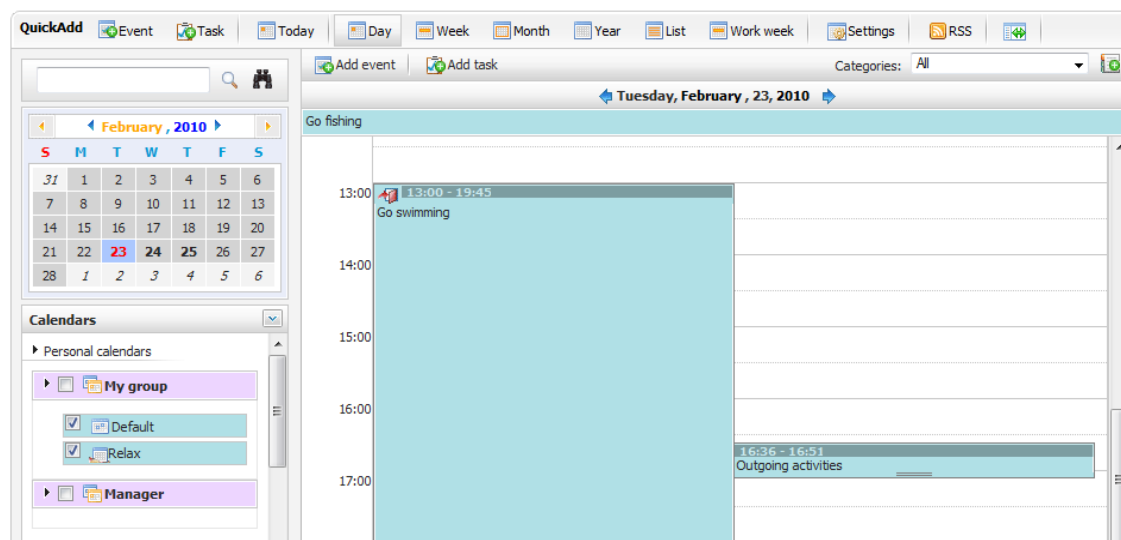 QuickAdd Event Task Today Day Week Month Year List Work week Settings RSS
Add event Add task Categories: All
Tuesday, February , 23, 2010
Go fishing
February , 2010
S M T W T F S
31 1 2 3 4 5 6
7 8 9 10 11 12 13
14 15 16 17 18 19 20
21 22 23 24 25 26 27
28 1 2 3 4 5 6
Calendars
Personal calendars
My group
Default
Relax
Manager
13:00 13:00 - 19:45
Go swimming
14:00
15:00
16:00
16:36 - 16:51
Outgoing activities
17:00